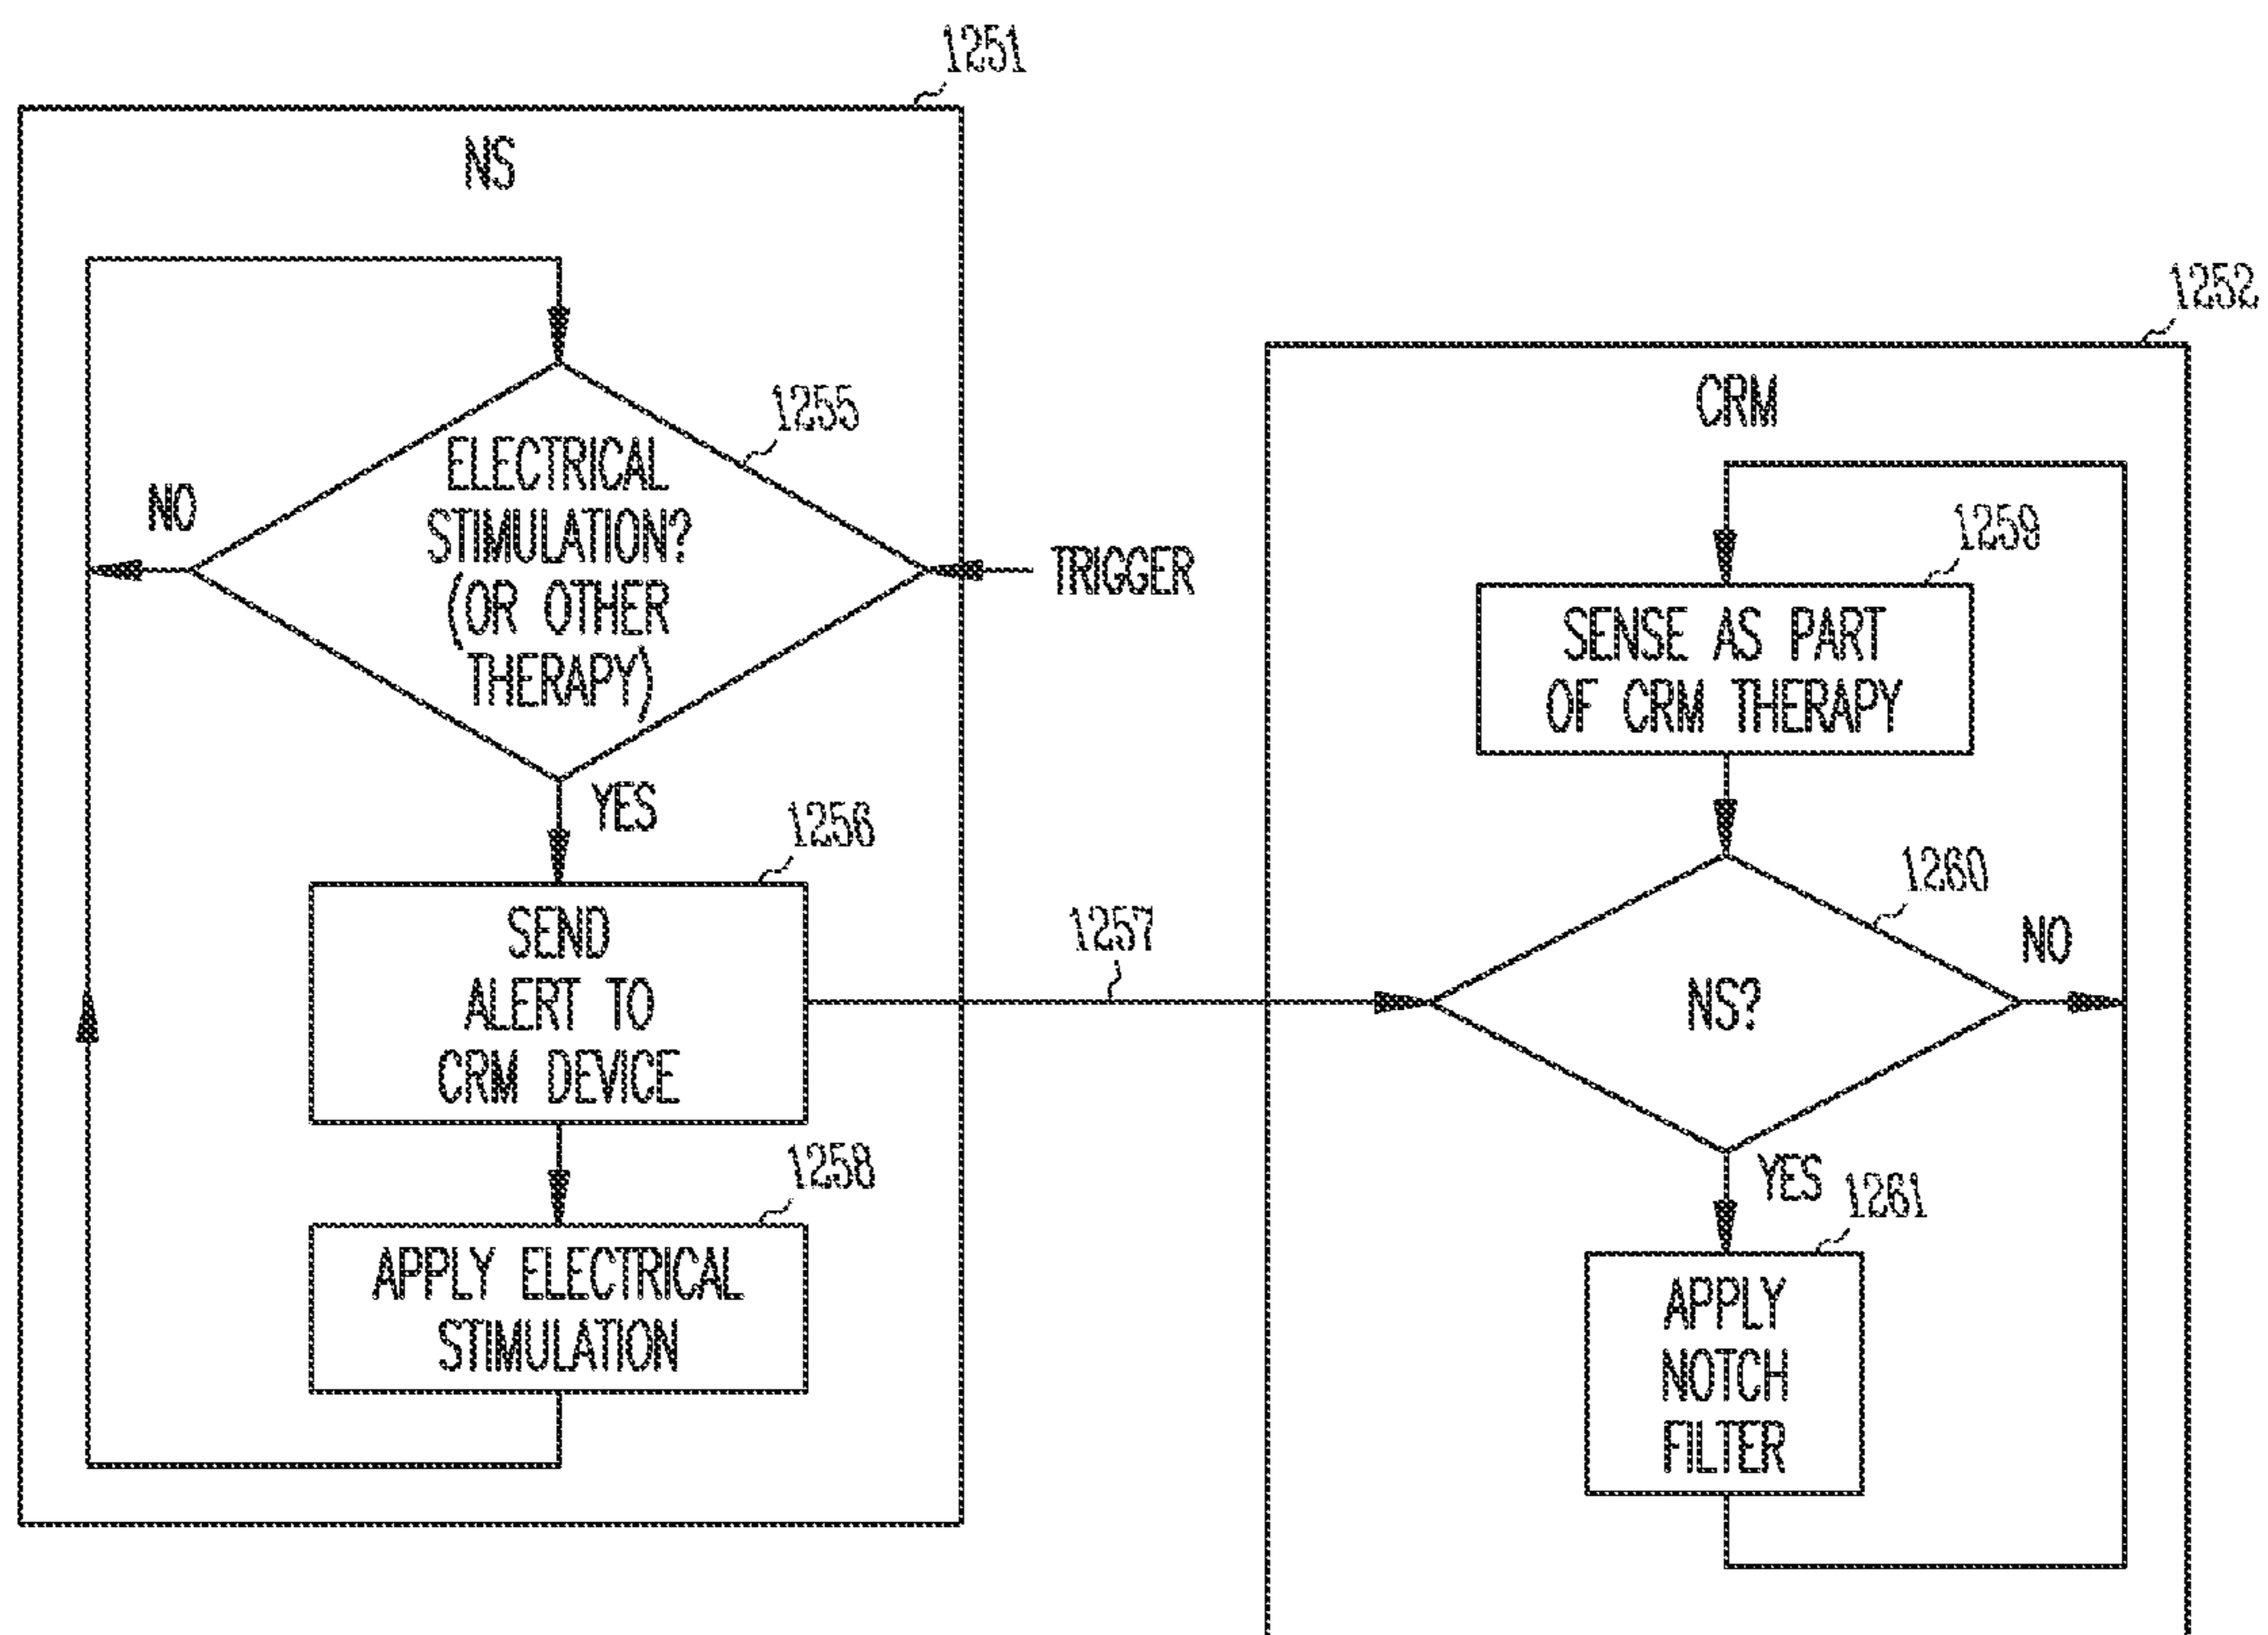 1251
NS
1255
ELECTRICAL
STIMULATION?
(OR OTHER
THERAPY)
NO
TRIGGER
YES
1256
SEND
ALERT TO
CRM DEVICE
1257
1258
APPLY ELECTRICAL
STIMULATION
1252
CRM
1259
SENSE AS PART
OF CRM THERAPY
1260
NS?
NO
YES
1261
APPLY
NOTCH
FILTER